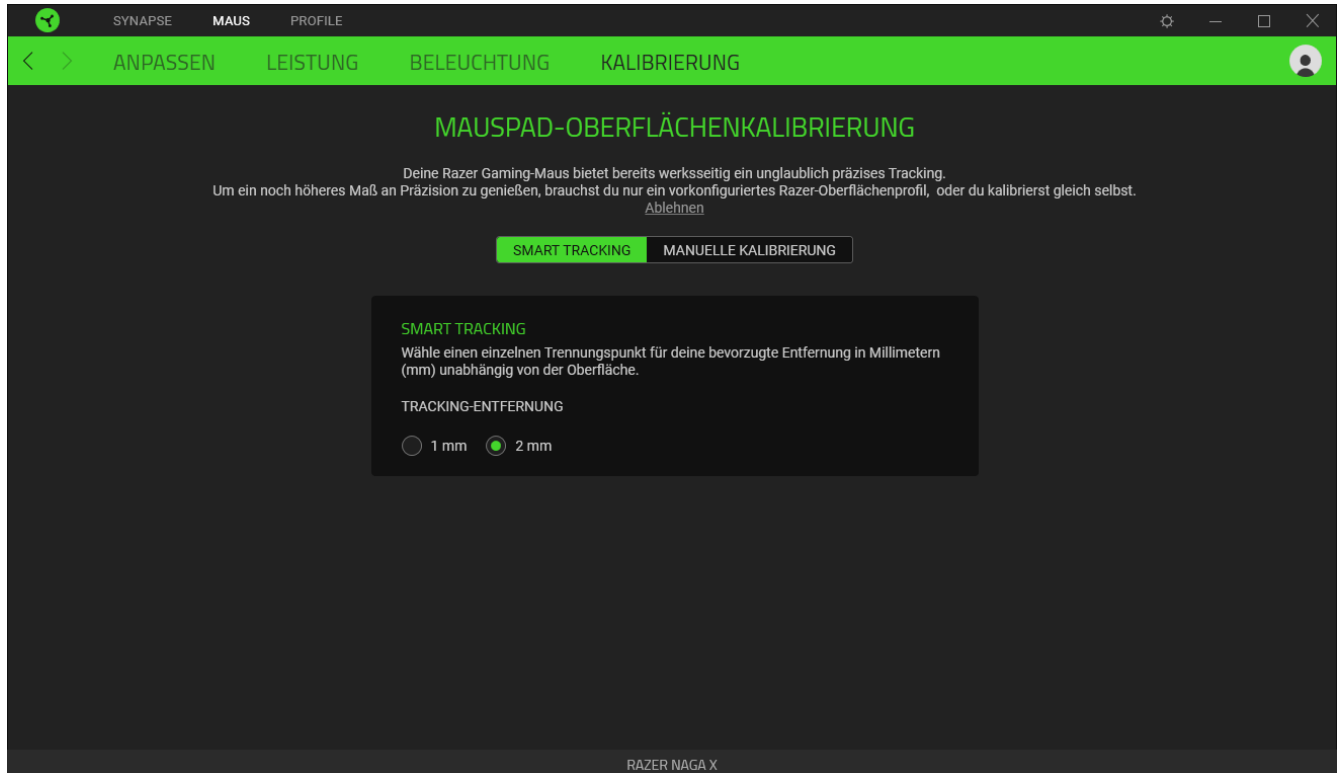 SYNAPSE MAUS PROFILE
ANPASSEN LEISTUNG BELEUCHTUNG KALIBRIERUNG
MAUSPAD-OBERFLÄCHENKALIBRIERUNG
Deine Razer Gaming-Maus bietet bereits werksseitig ein unglaublich präzises Tracking.
Um ein noch höheres Maß an Präzision zu genießen, brauchst du nur ein vorkonfiguriertes Razer-Oberflächenprofil, oder du kalibrierst gleich selbst.
Ablehnen
SMART TRACKING MANUELLE KALIBRIERUNG
SMART TRACKING
Wähle einen einzelnen Trennungspunkt für deine bevorzugte Entfernung in Millimetern
(mm) unabhängig von der Oberfläche.
TRACKING-ENTFERNUNG
1 mm 2 mm
RAZER NAGA X